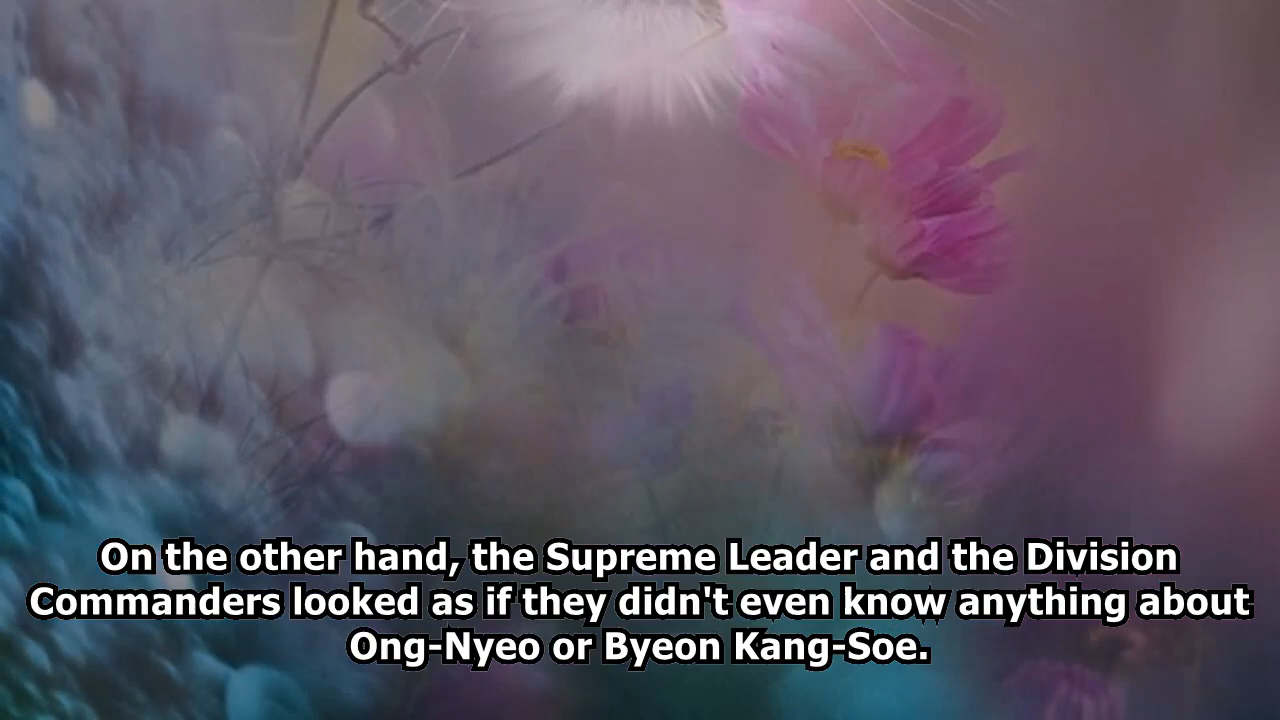 On the other hand, the Supreme Leader and the Division
Commanders looked as if they didn't even know anything about
Ong-Nyeo or Byeon Kang-Soe.